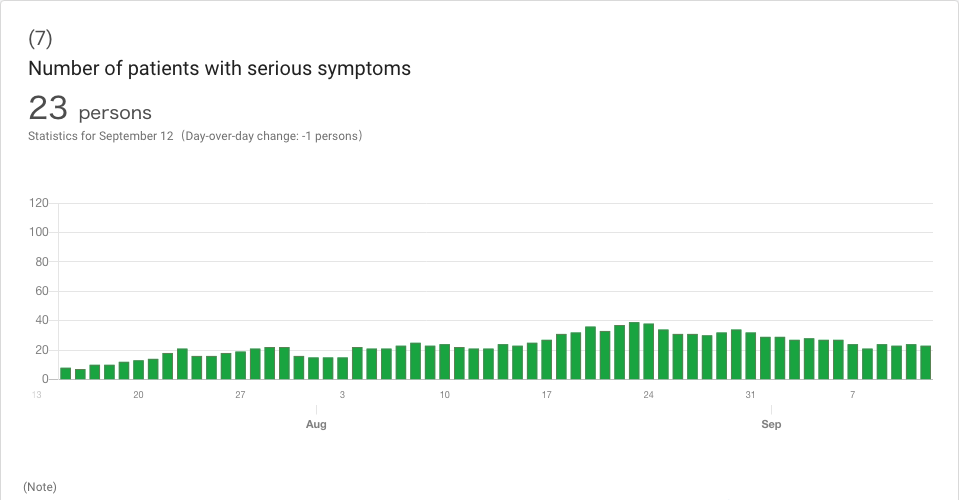 (7)
Number of patients with serious symptoms
23 persons
Statistics for September 12（Day-over-day change: -1 persons）
120
100
80
60
40
20
0
13 20 27 3 10 17 24 31 7
Aug Sep
(Note)